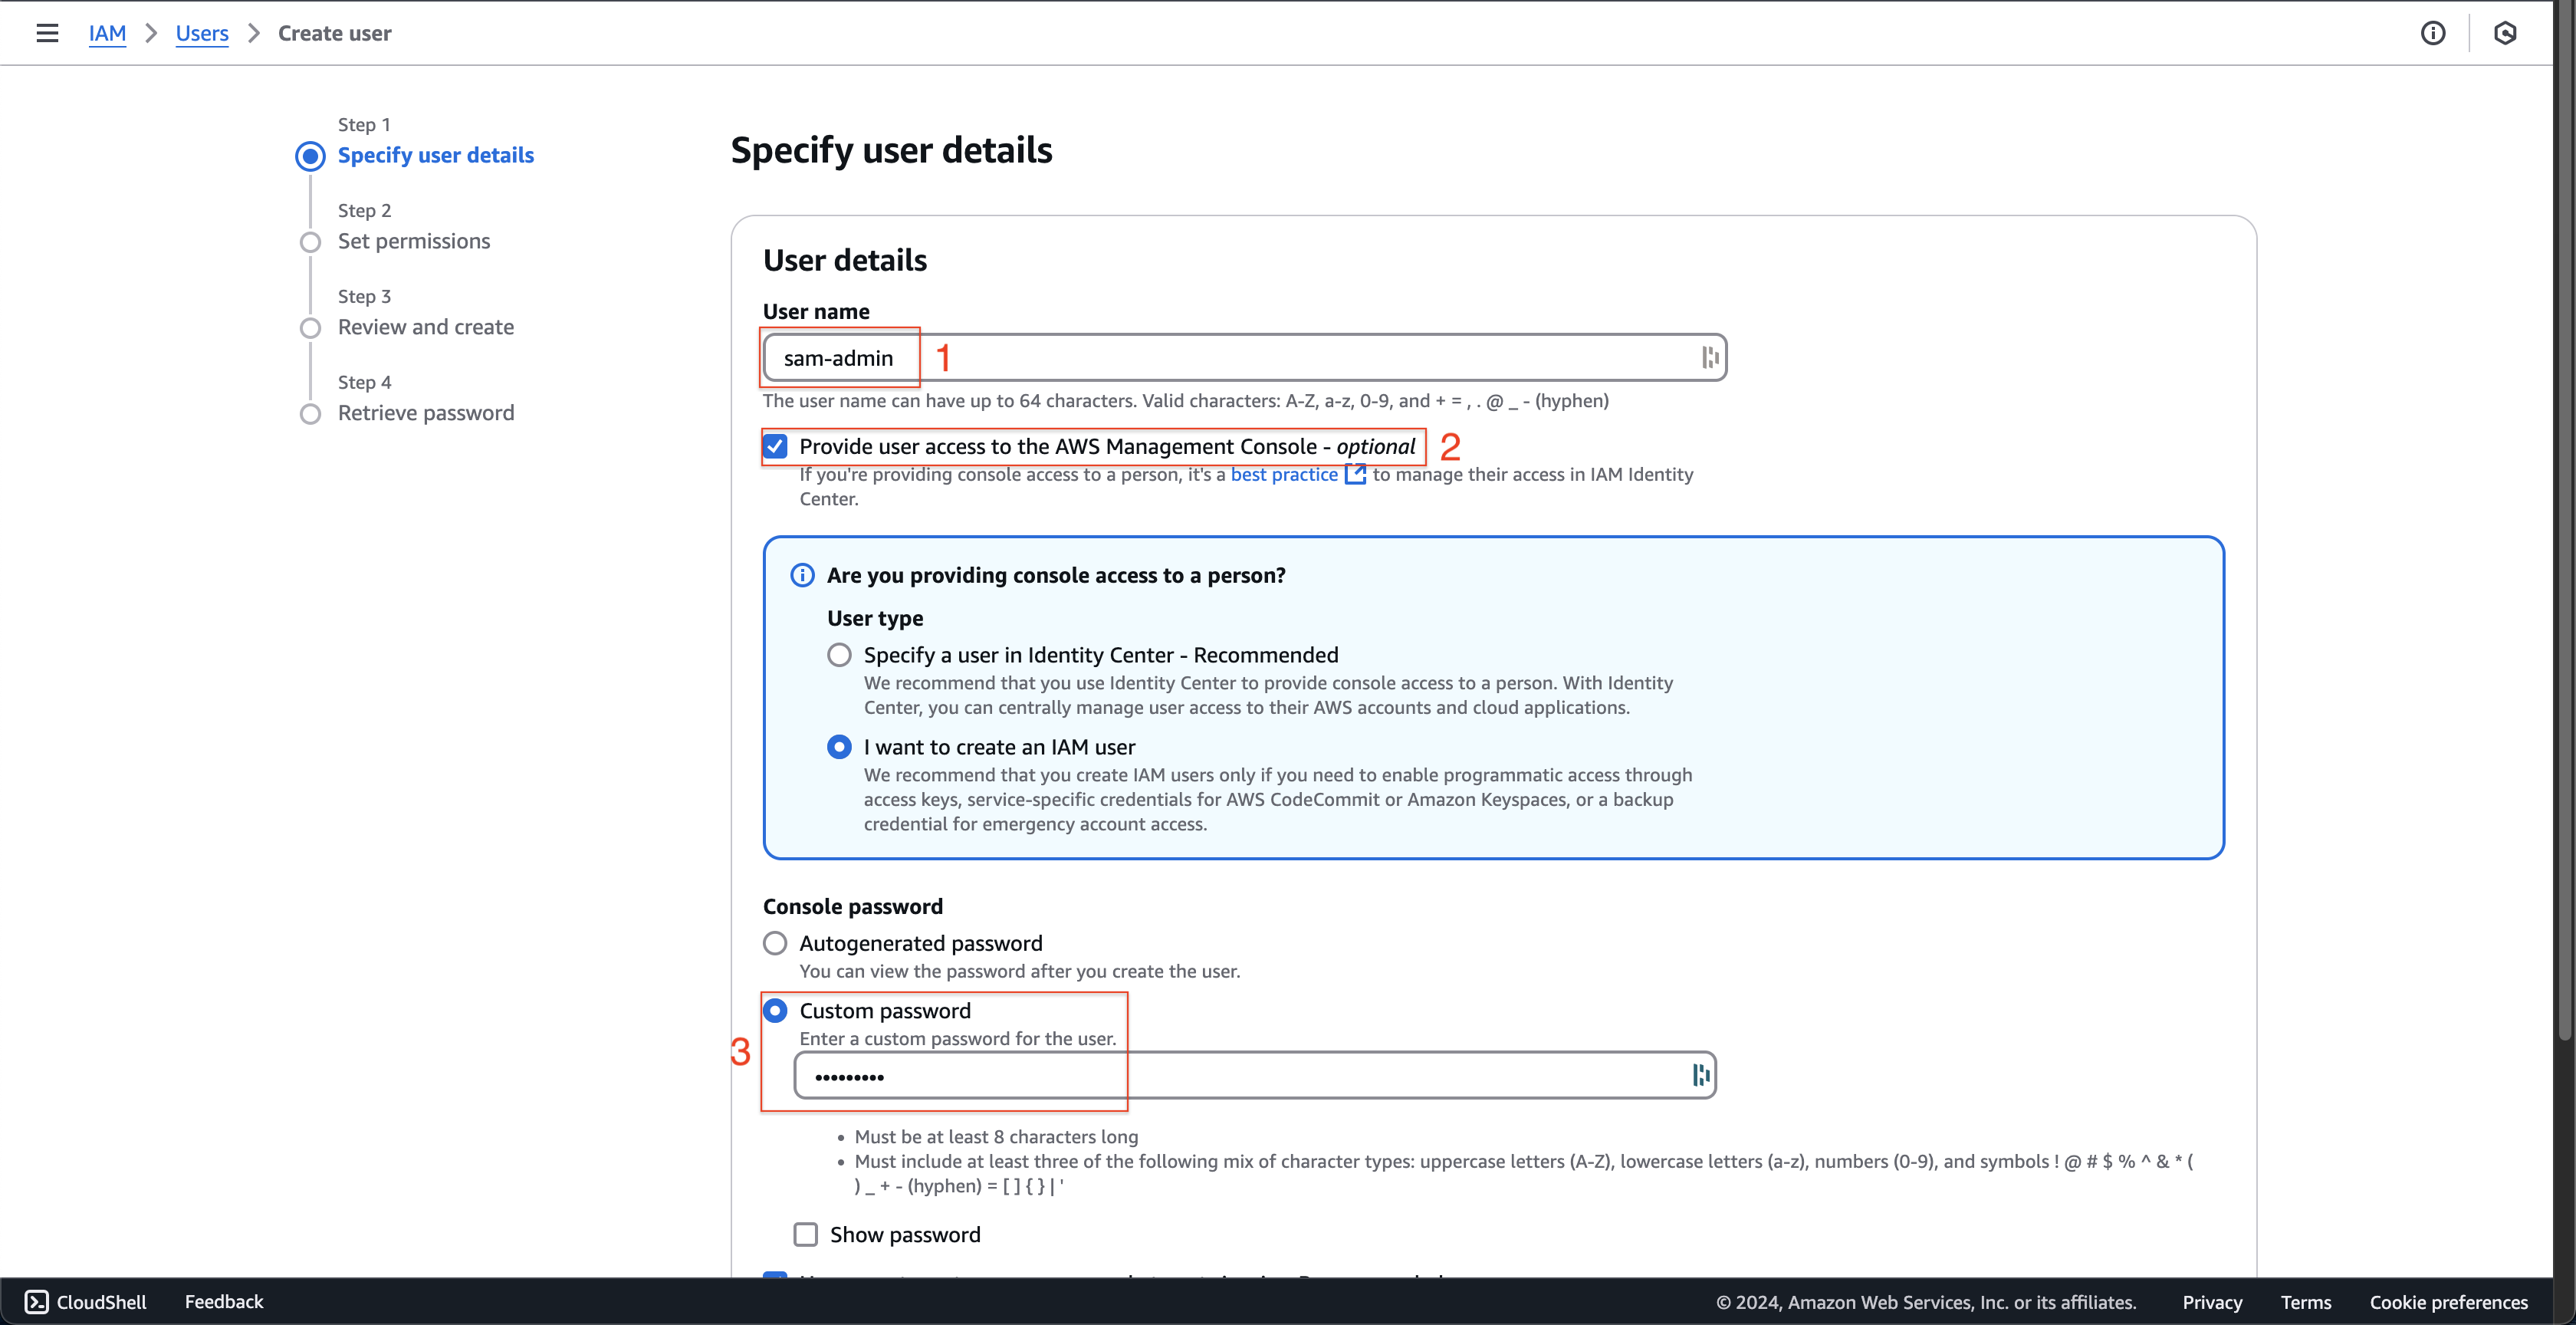 IAM > Users > Create user
Step 1
Specify user details
Step 2
Set permissions
Step 3
Review and create
Step 4
Retrieve password
Specify user details
User details
User name
sam-admin 1
The user name can have up to 64 characters. Valid characters: A-Z, a-z, 0-9, and + = , . @ _ - (hyphen)
Provide user access to the AWS Management Console - optional 2
If you're providing console access to a person, it's a best practice to manage their access in IAM Identity
Center.
Are you providing console access to a person?
User type
Specify a user in Identity Center - Recommended
We recommend that you use Identity Center to provide console access to a person. With Identity
Center, you can centrally manage user access to their AWS accounts and cloud applications.
I want to create an IAM user
We recommend that you create IAM users only if you need to enable programmatic access through
access keys, service-specific credentials for AWS CodeCommit or Amazon Keyspaces, or a backup
credential for emergency account access.
Console password
Autogenerated password
You can view the password after you create the user.
Custom password
Enter a custom password for the user.
3
•••••••••
• Must be at least 8 characters long
• Must include at least three of the following mix of character types: uppercase letters (A-Z), lowercase letters (a-z), numbers (0-9), and symbols ! @ # $ % ^ & * (
) _ + - (hyphen) = [ ] { } | '
Show password
CloudShell Feedback © 2024, Amazon Web Services, Inc. or its affiliates. Privacy Terms Cookie preferences